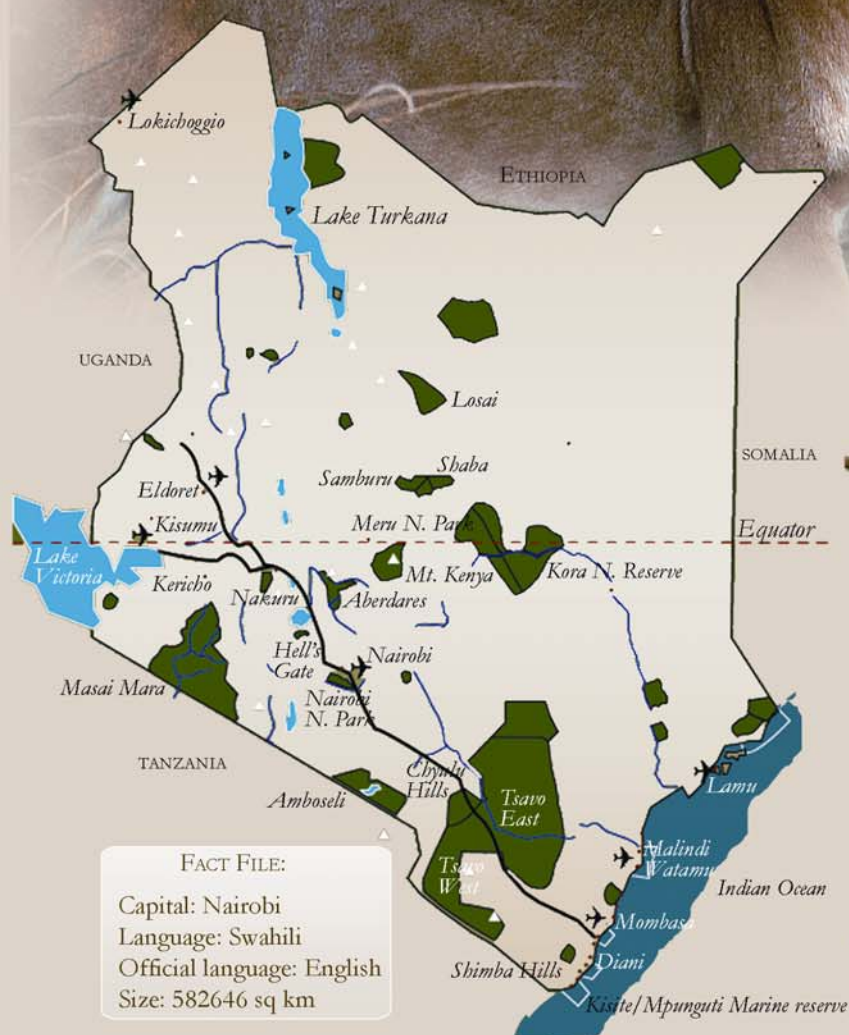 Lokichoggio
ETHIOPIA
Lake Turkana
UGANDA
Losai
SOMALIA
Samburu
Shaba
Eldoret
Kisumu
Meru N. Park
Equator
Lake
Victoria
Mt. Kenya
Kora N. Reserve
Kericho
Nakuru
Aberdares
Hell's
Gate
Nairobi
Masai Mara
Nairobi
N. Park
TANZANIA
Chyulu
Hills
Amboseli
Tsavo
East
Lamu
Malindi
Watamu
Tsavo
West
Indian Ocean
Mombasa
Diani
Shimba Hills
Kisite/Mpunguti Marine reserve
FACT FILE:
Capital: Nairobi
Language: Swahili
Official language: English
Size: 582646 sq km